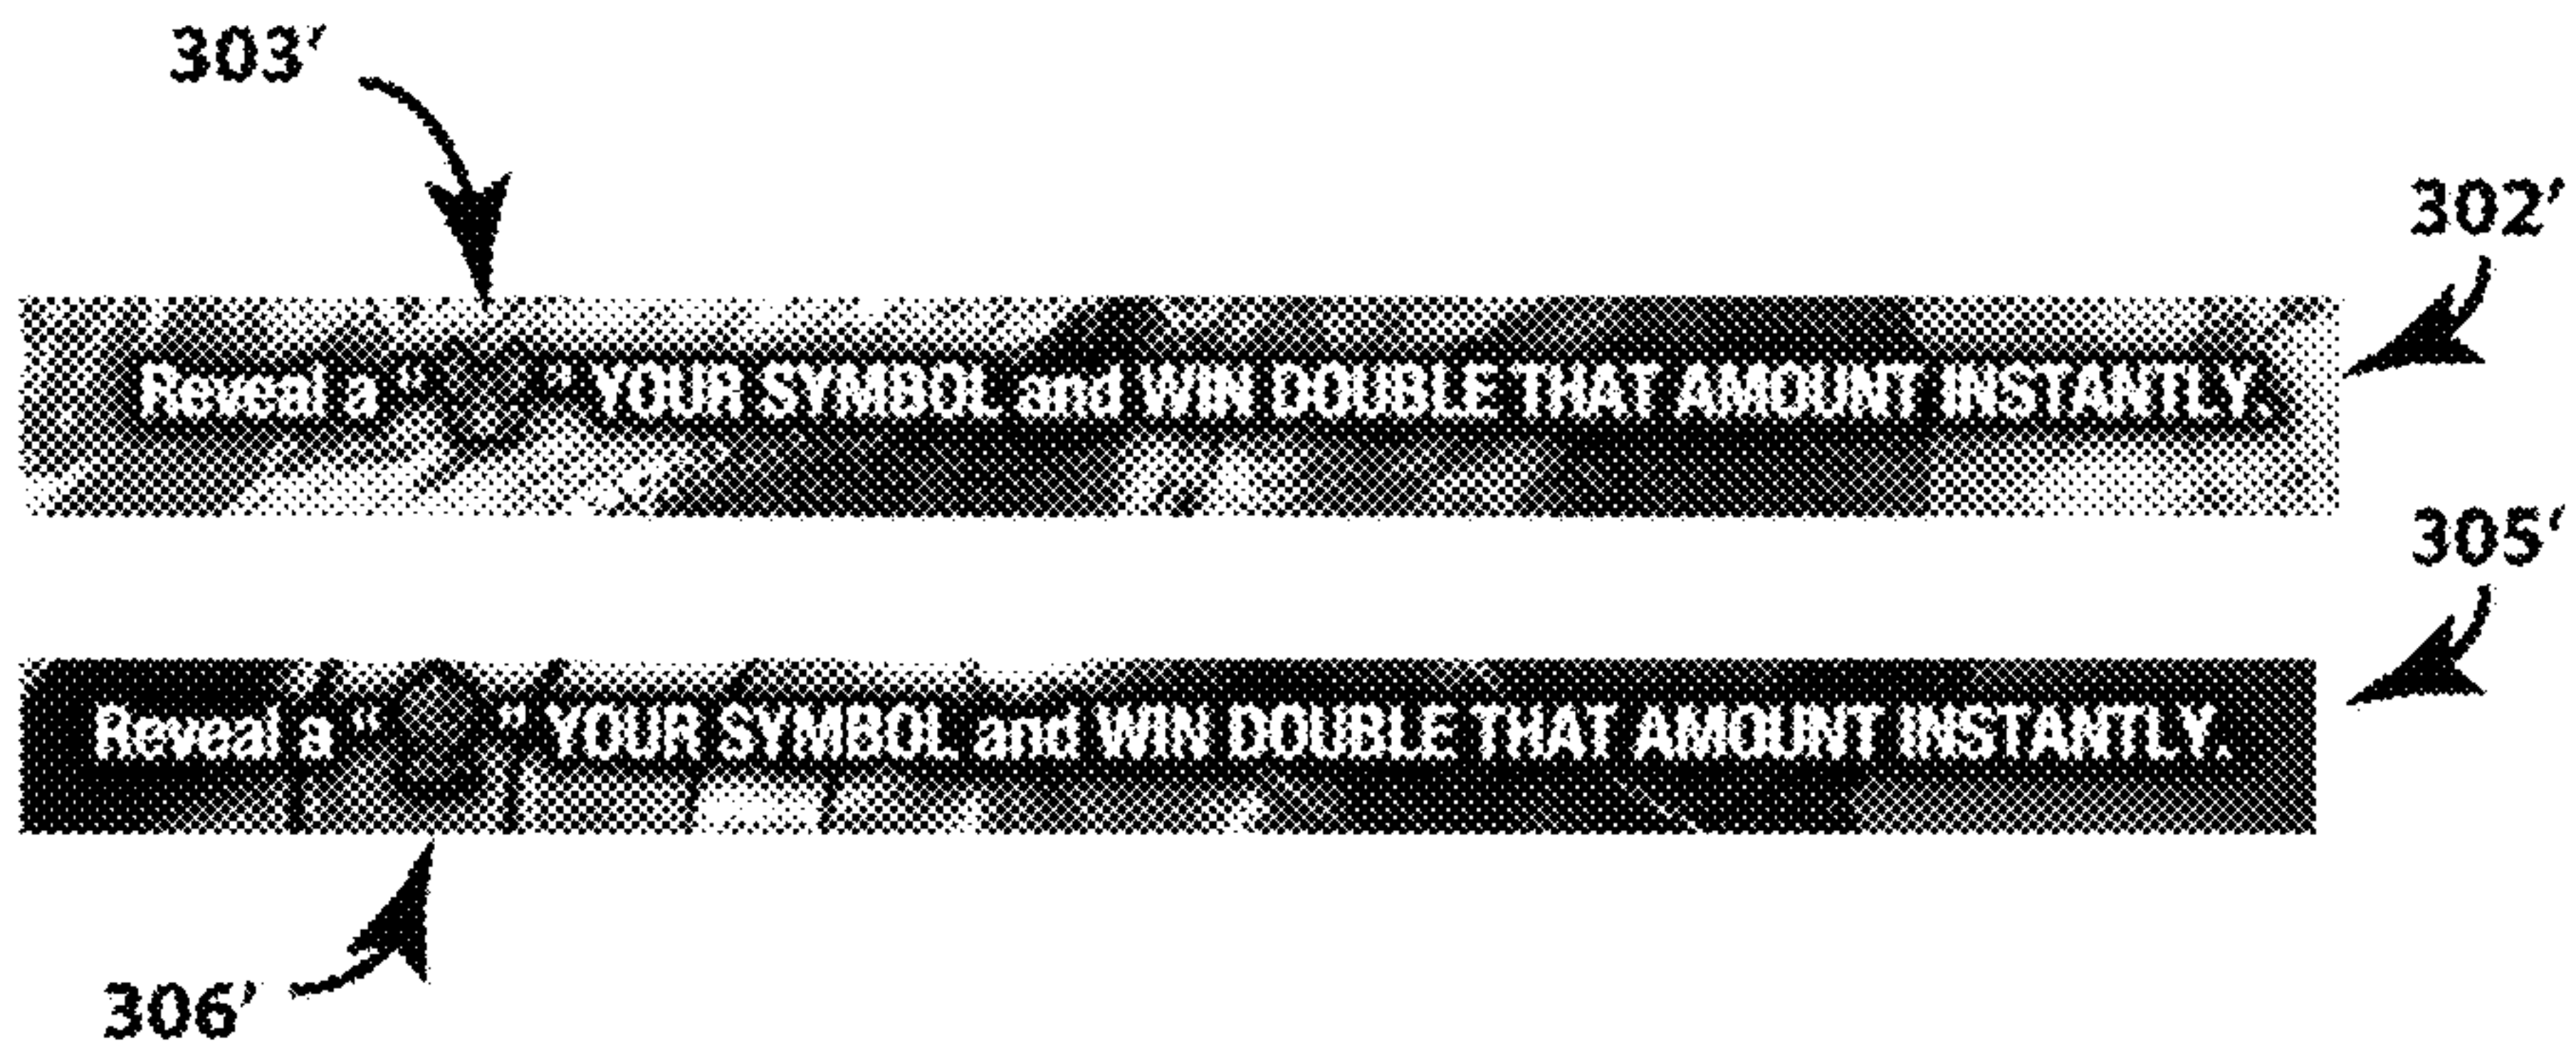 303′
302′
Reveal a “ ” YOUR SYMBOL and WIN DOUBLE THAT AMOUNT INSTANTLY.
305′
Reveal a “ ” YOUR SYMBOL and WIN DOUBLE THAT AMOUNT INSTANTLY.
306′